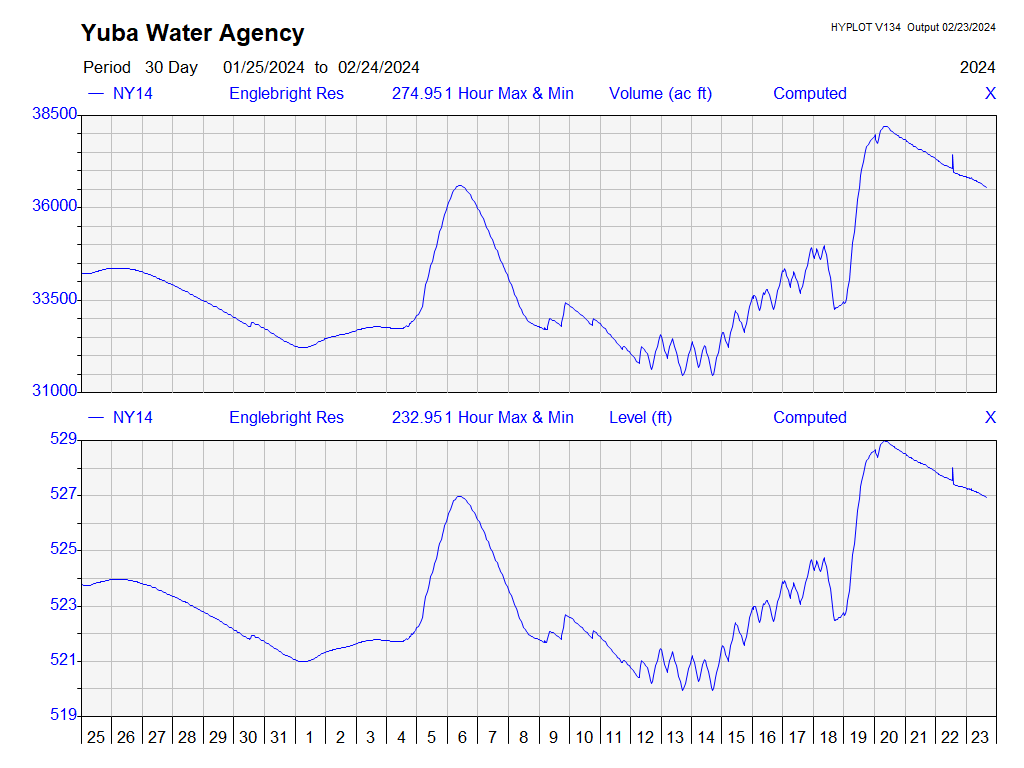 Yuba Water Agency
HYPLOT V134 Output 02/23/2024
Period 30 Day 01/25/2024 to 02/24/2024 2024
NY14 Englebright Res 274.951 Hour Max & Min Volume (ac ft) Computed X
38500
36000
33500
31000
NY14 Englebright Res 232.951 Hour Max & Min Level (ft) Computed X
529
527
525
523
521
519
25 26 27 28 29 30 31 1 2 3 4 5 6 7 8 9 10 11 12 13 14 15 16 17 18 19 20 21 22 23